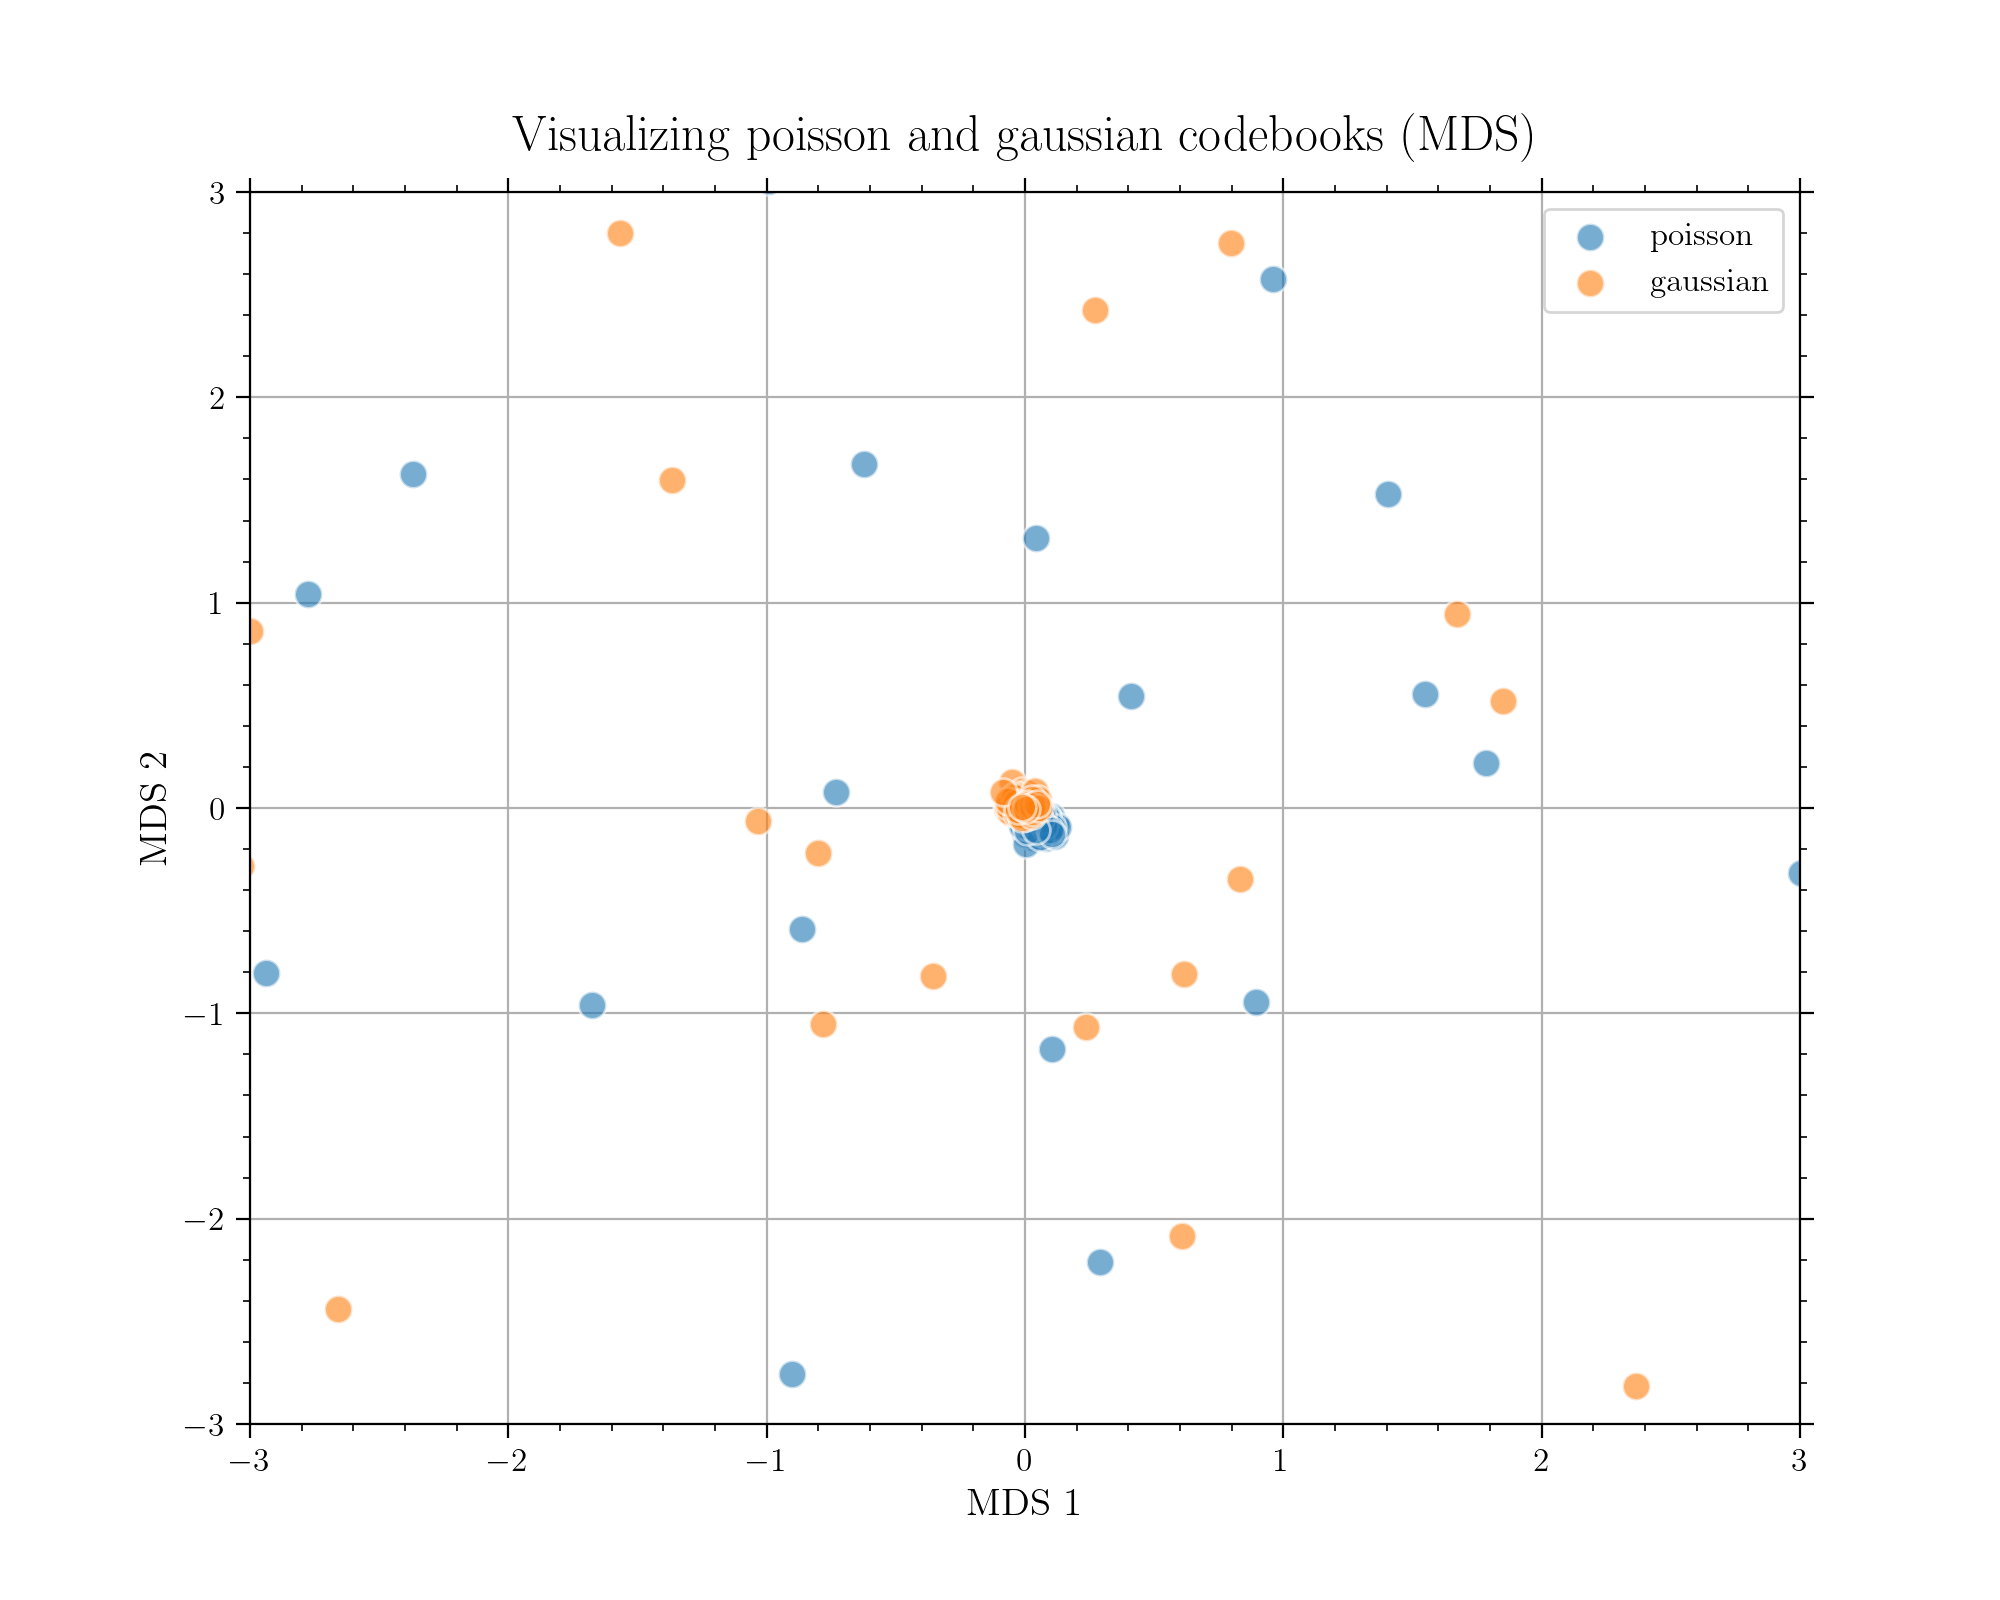 Visualizing poisson and gaussian codebooks (MDS)
poisson
gaussian
MDS 2
3
2
1
0
−1
−2
−3
−3 −2 −1 0 1 2 3
MDS 1